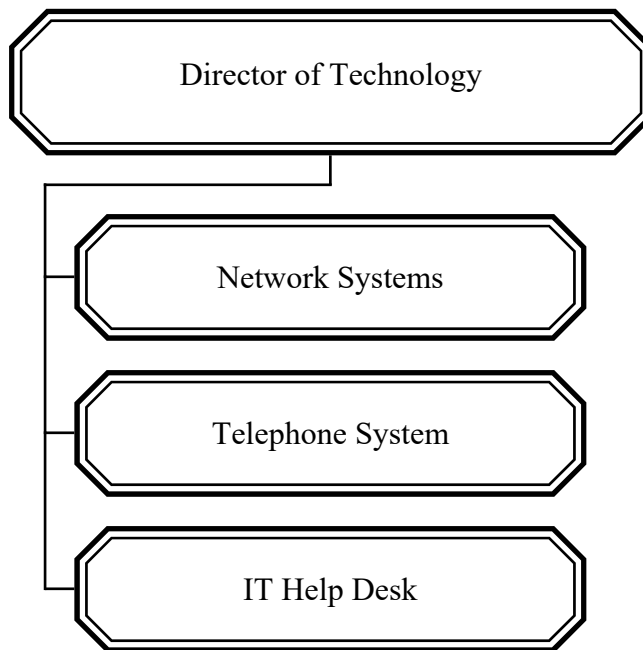 Director of Technology
Network Systems
Telephone System
IT Help Desk